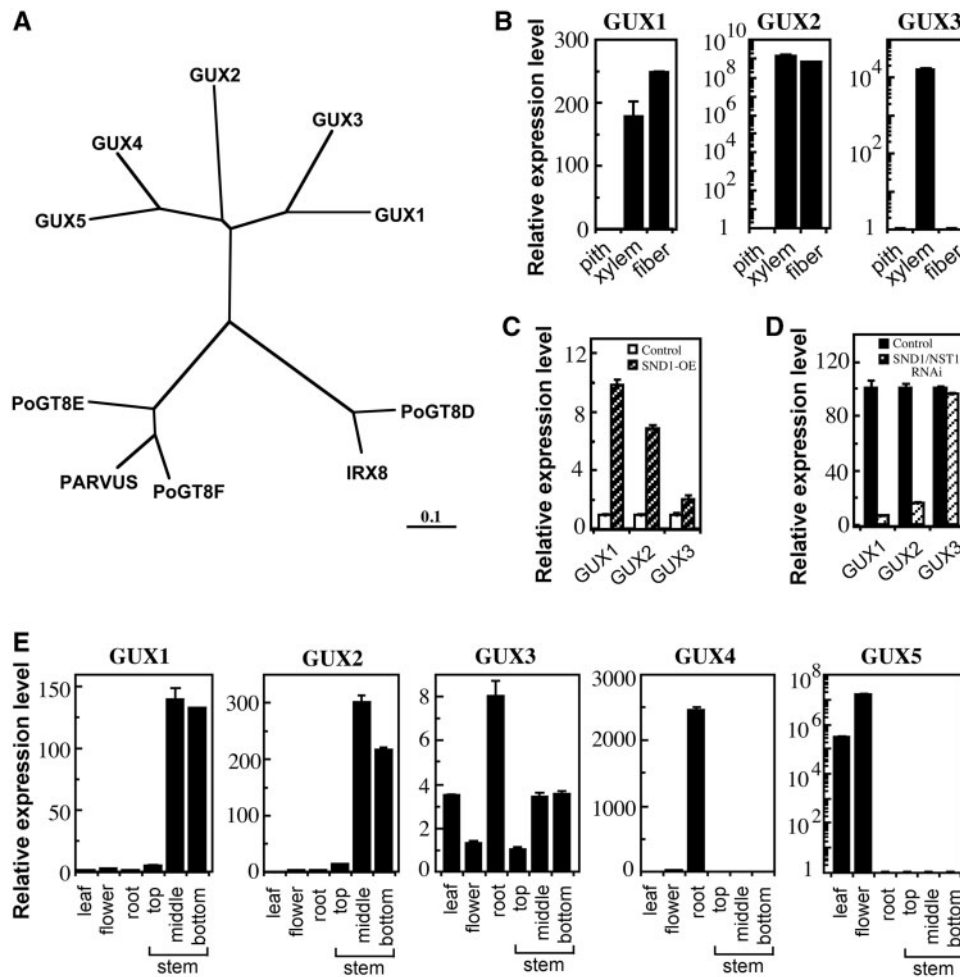 A
GUX2
GUX3
GUX4
GUX5
GUX1
PoGT8E
PoGT8D
PARVUS
PoGT8F
IRX8
0.1
B
GUX1
GUX2
GUX3
Relative expression level
300
200
100
0
10^10
10^8
10^6
10^4
10^2
1
10^4
10^2
1
pith
xylem
fiber
pith
xylem
fiber
pith
xylem
fiber
C
Relative expression level
12
8
4
0
Control
SND1-OE
GUX1
GUX2
GUX3
D
Relative expression level
120
80
40
0
Control
SND1/NST1
RNAi
GUX1
GUX2
GUX3
E
Relative expression level
GUX1
150
100
50
0
leaf
flower
root
top
middle
bottom
stem
GUX2
300
200
100
0
leaf
flower
root
top
middle
bottom
stem
GUX3
8
6
4
2
0
leaf
flower
root
top
middle
bottom
stem
GUX4
3000
2000
1000
0
leaf
flower
root
top
middle
bottom
stem
GUX5
10^8
10^6
10^4
10^2
1
leaf
flower
root
top
middle
bottom
stem